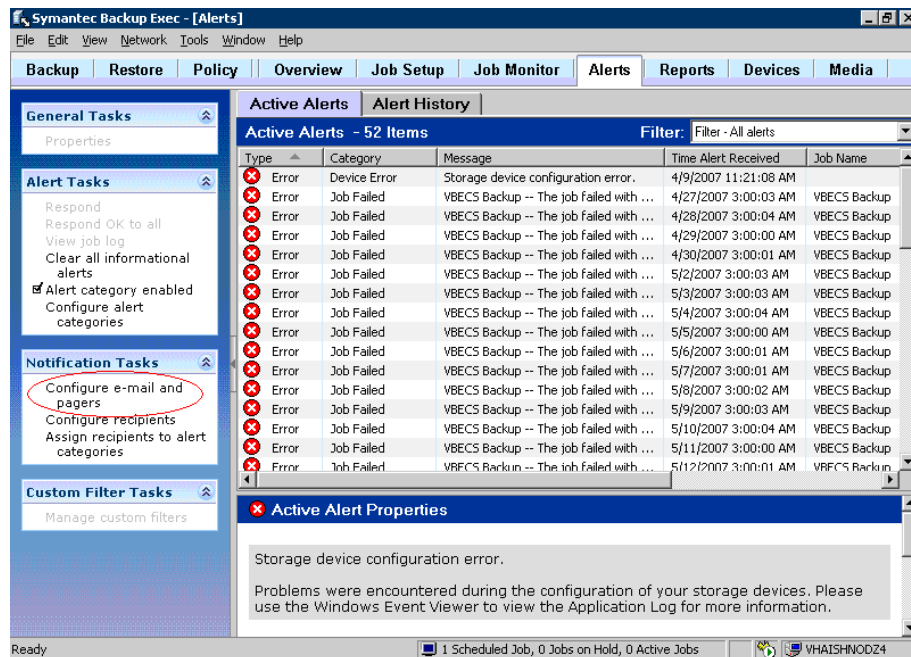 Symantec Backup Exec - [Alerts]
File Edit View Network Tools Window Help
Backup Restore Policy Overview Job Setup Job Monitor Alerts Reports Devices Media
General Tasks
Properties
Alert Tasks
Respond
Respond OK to all
View job log
Clear all informational
alerts
Alert category enabled
Configure alert
categories
Notification Tasks
Configure e-mail and
pagers
Configure recipients
Assign recipients to alert
categories
Custom Filter Tasks
Manage custom filters
Active Alerts Alert History
Active Alerts - 52 Items Filter: Filter - All alerts
Type Category Message Time Alert Received Job Name
Error Device Error Storage device configuration error. 4/9/2007 11:21:08 AM
Error Job Failed VBECS Backup -- The job failed with ... 4/27/2007 3:00:03 AM VBECS Backup
Error Job Failed VBECS Backup -- The job failed with ... 4/28/2007 3:00:04 AM VBECS Backup
Error Job Failed VBECS Backup -- The job failed with ... 4/29/2007 3:00:00 AM VBECS Backup
Error Job Failed VBECS Backup -- The job failed with ... 4/30/2007 3:00:01 AM VBECS Backup
Error Job Failed VBECS Backup -- The job failed with ... 5/2/2007 3:00:03 AM VBECS Backup
Error Job Failed VBECS Backup -- The job failed with ... 5/3/2007 3:00:03 AM VBECS Backup
Error Job Failed VBECS Backup -- The job failed with ... 5/4/2007 3:00:04 AM VBECS Backup
Error Job Failed VBECS Backup -- The job failed with ... 5/5/2007 3:00:00 AM VBECS Backup
Error Job Failed VBECS Backup -- The job failed with ... 5/6/2007 3:00:01 AM VBECS Backup
Error Job Failed VBECS Backup -- The job failed with ... 5/7/2007 3:00:01 AM VBECS Backup
Error Job Failed VBECS Backup -- The job failed with ... 5/8/2007 3:00:02 AM VBECS Backup
Error Job Failed VBECS Backup -- The job failed with ... 5/9/2007 3:00:03 AM VBECS Backup
Error Job Failed VBECS Backup -- The job failed with ... 5/10/2007 3:00:04 AM VBECS Backup
Error Job Failed VBECS Backup -- The job failed with ... 5/11/2007 3:00:00 AM VBECS Backup
Error Job Failed VBECS Backup -- The job failed with ... 5/12/2007 3:00:01 AM VBECS Backup
Active Alert Properties
Storage device configuration error.
Problems were encountered during the configuration of your storage devices. Please
use the Windows Event Viewer to view the Application Log for more information.
Ready 1 Scheduled Job, 0 Jobs on Hold, 0 Active Jobs VHAISHNODZ4